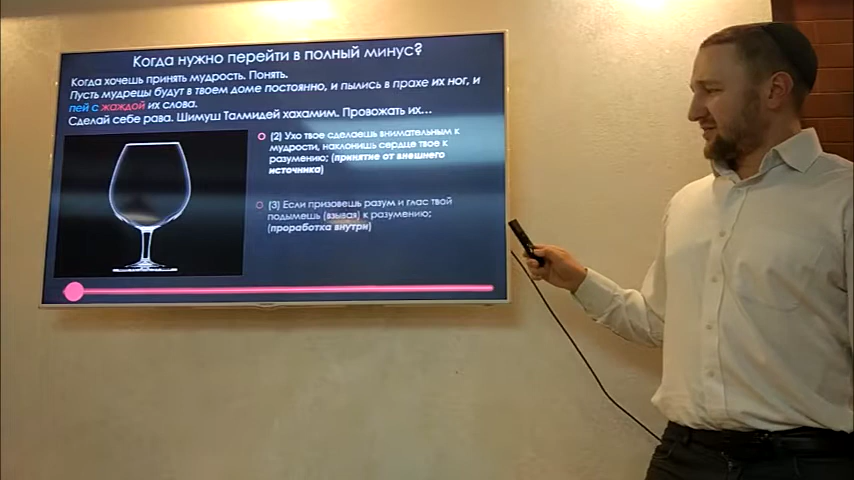 Когда нужно перейти в полный минус?
Когда хочешь принять мудрость. Понять.
Пусть мудрецы будут в твоем доме постоянно, и пылись в прахе их ног, и
пей с жаждой их слова.
Сделай себе рава. Шимуш Талмидей хахамим. Провожать их…
(2) Ухо твое сделаешь внимательным к
мудрости, наклонишь сердце твое к
разумению; (принятие от внешнего
источника)
(3) Если призовешь разум и глас твой
подымешь (взывая) к разумению;
(проработка внутри)